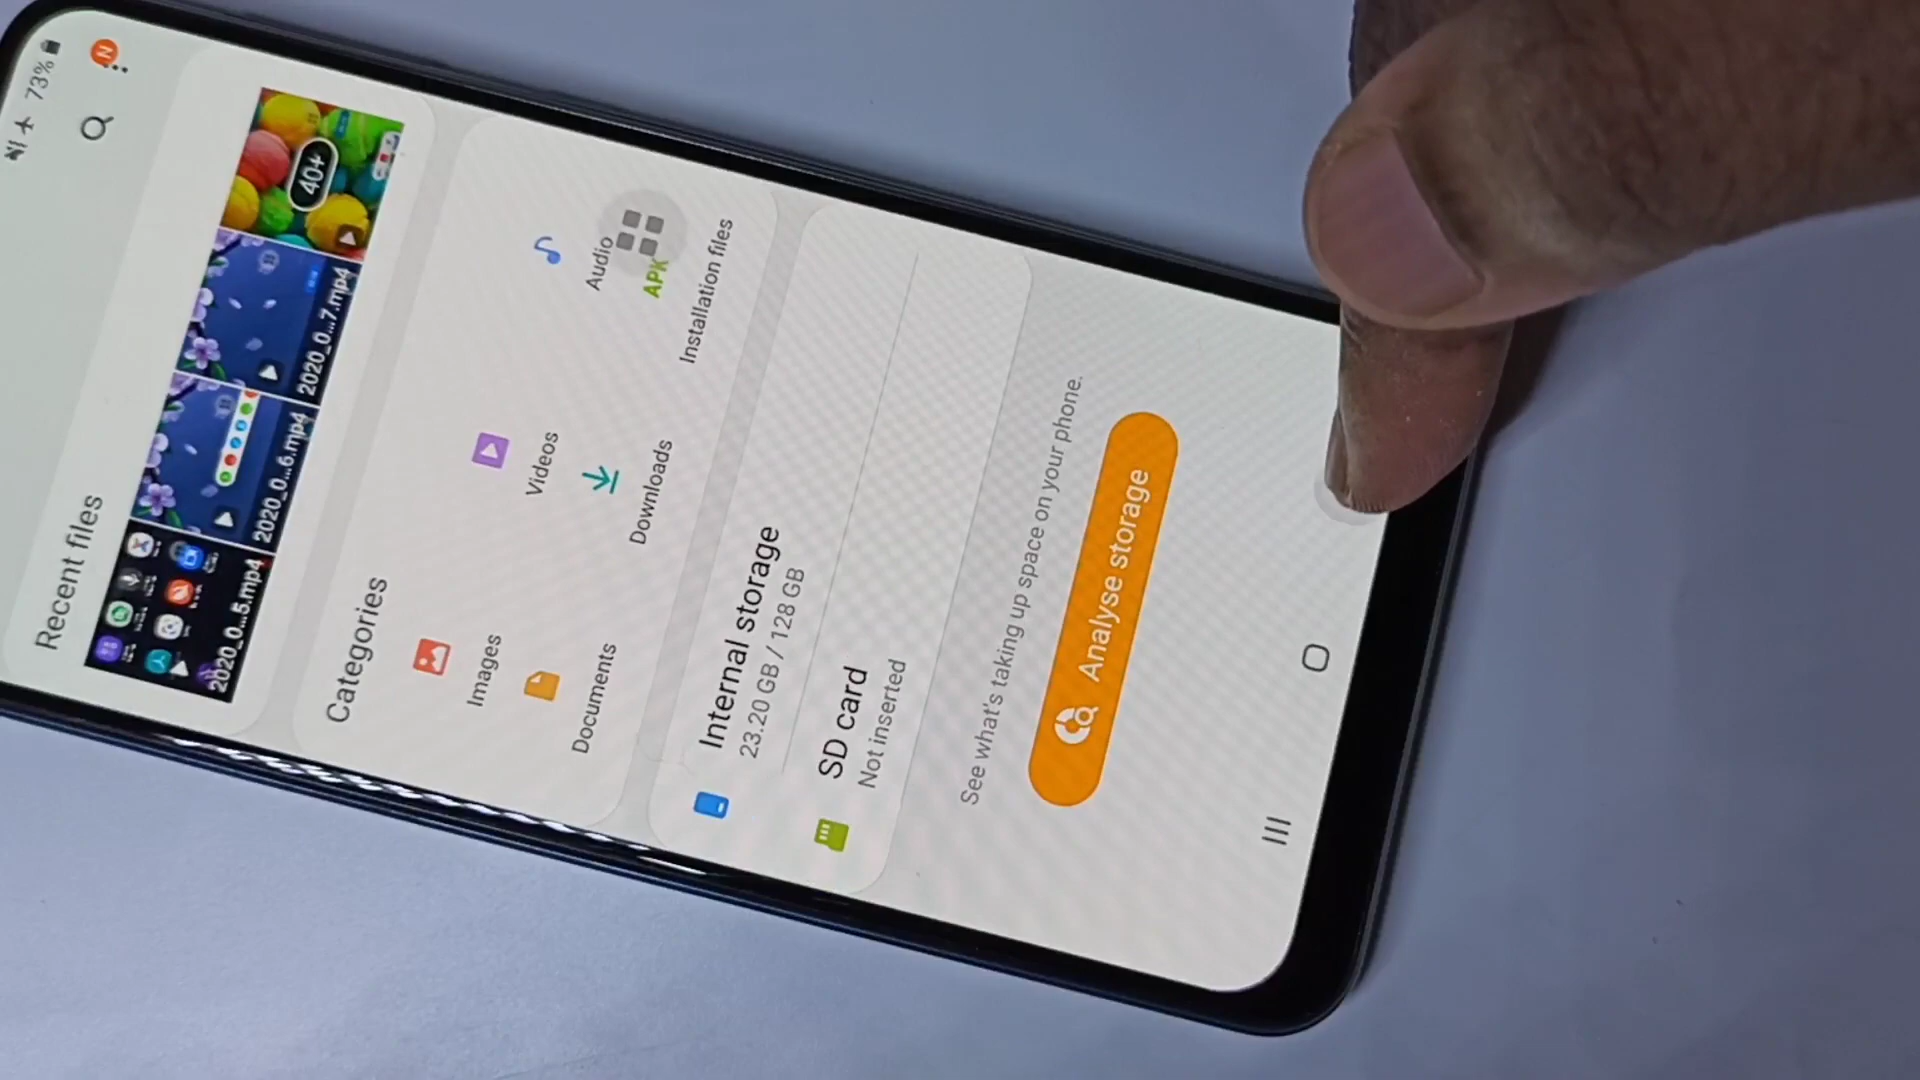 73%
N
Recent files
2020_0...5.mp4
2020_0...6.mp4
2020_0...7.mp4
40+
Categories
Images
Videos
Audio
Documents
Downloads
APK
Installation files
Internal storage
23.20 GB / 128 GB
SD card
Not inserted
See what's taking up space on your phone.
Analyse storage